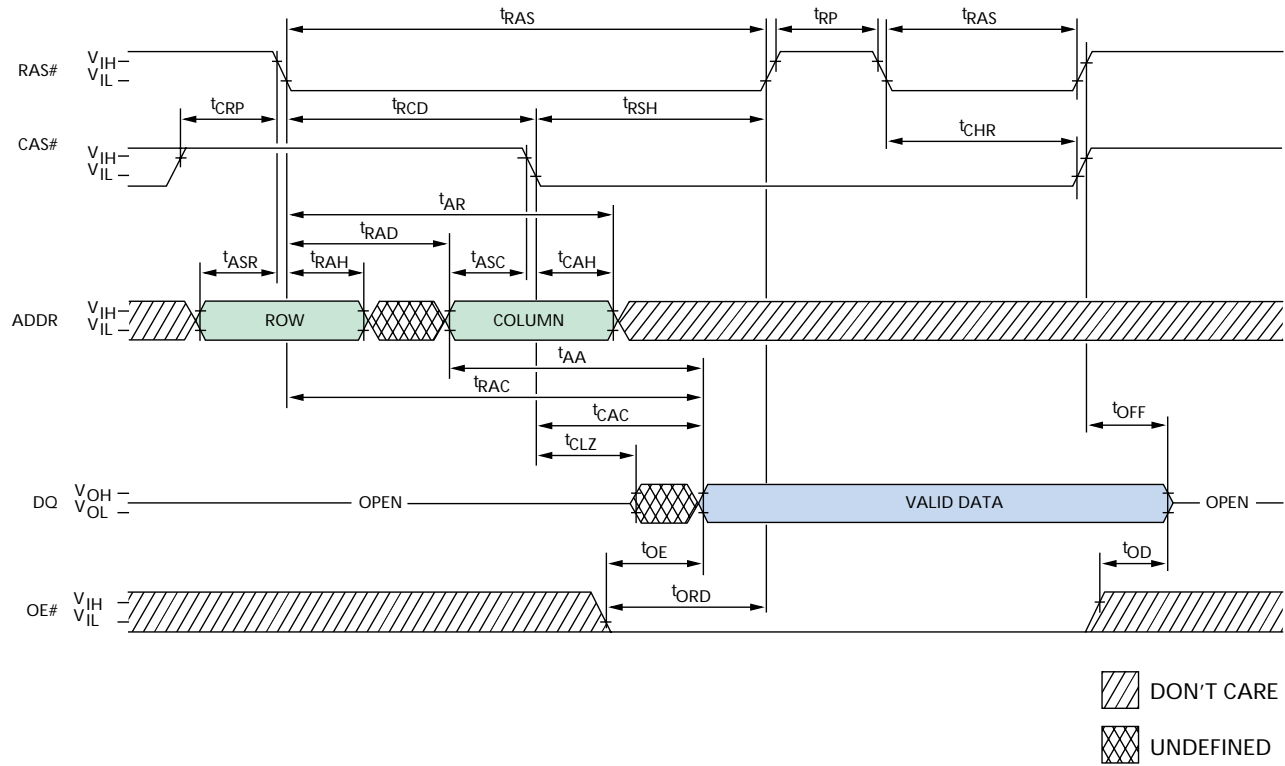 tRAS tRP tRAS
RAS# VIH
VIL
tCRP tRCD tRSH
tCHR
CAS# VIH
VIL
tAR
tRAD
tASR tRAH tASC tCAH
ADDR VIH
VIL
ROW COLUMN
tAA
tRAC
tCAC tOFF
tCLZ
DQ VOH
VOL
OPEN VALID DATA OPEN
tOE tOD
tORD
OE# VIH
VIL
DON'T CARE
UNDEFINED